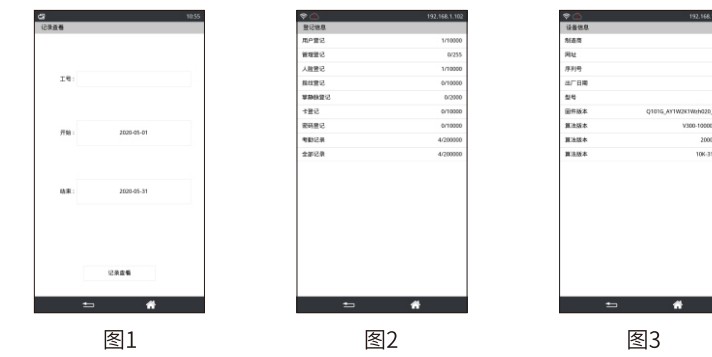 10:55
记录查看
工号:
开始:
2020-05-01
结束:
2020-05-31
记录查看
图1
192.168.1.102
登记信息
用户登记 1/10000
管理登记 0/255
人脸登记 1/10000
指纹登记 0/10000
掌静脉登记 0/2000
卡登记 0/10000
密码登记 0/10000
考勤记录 4/200000
全部记录 4/200000
图2
192.168.
设备信息
制造商
网址
序列号
出厂日期
型号
固件版本
算法版本 V300-10000
算法版本 2000
算法版本 10K-31
图3